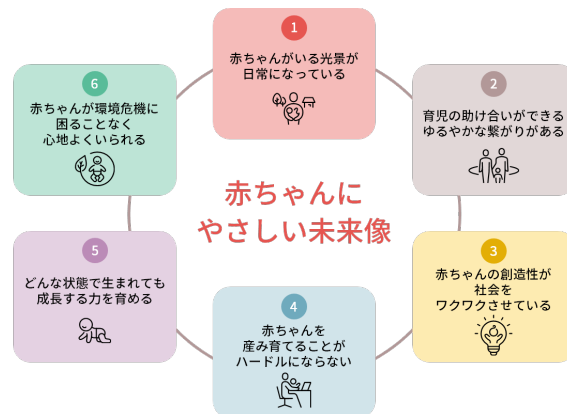 1
赤ちゃんがいる光景が
日常になっている
2
育児の助け合いができる
ゆるやかな繋がりがある
3
赤ちゃんの創造性が
社会を
ワクワクさせている
4
赤ちゃんを
産み育てることが
ハードルにならない
5
どんな状態で生まれても
成長する力を育める
6
赤ちゃんが環境危機に
困ることなく
心地よくいられる
赤ちゃんに
やさしい未来像